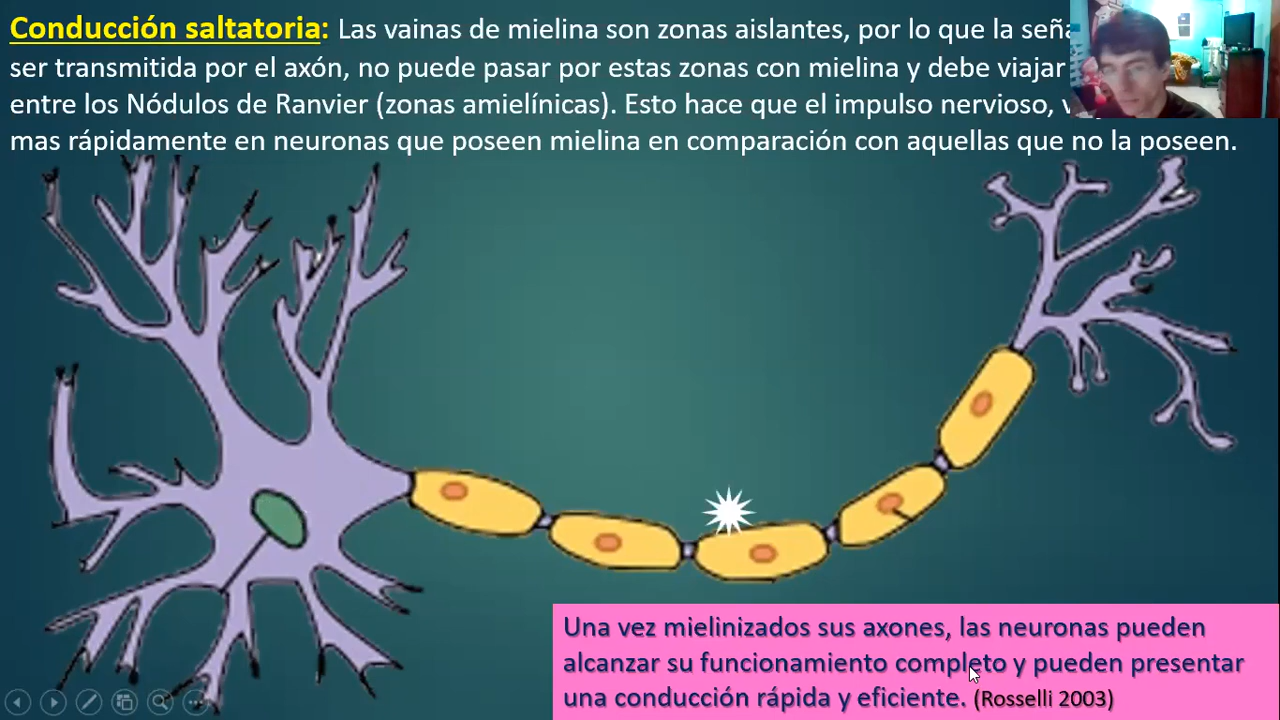 Conducción saltatoria: Las vainas de mielina son zonas aislantes, por lo que la
ser transmitida por el axón, no puede pasar por estas zonas con mielina y debe viajar
entre los Nódulos de Ranvier (zonas amielínicas). Esto hace que el impulso nervioso,
mas rápidamente en neuronas que poseen mielina en comparación con aquellas que no la poseen.
Una vez mielinizados sus axones, las neuronas pueden
alcanzar su funcionamiento completo y pueden presentar
una conducción rápida y eficiente. (Rosselli 2003)